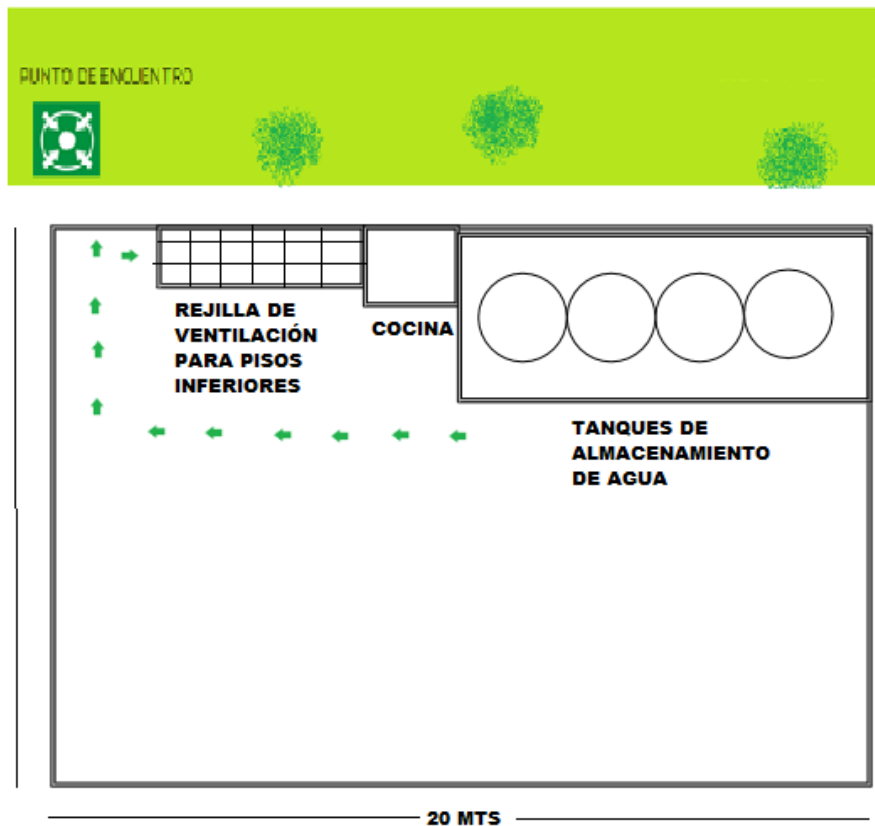 PUNTO DE ENCUENTRO
REJILLA DE
VENTILACIÓN
PARA PISOS
INFERIORES
COCINA
TANQUES DE
ALMACENAMIENTO
DE AGUA
20 MTS